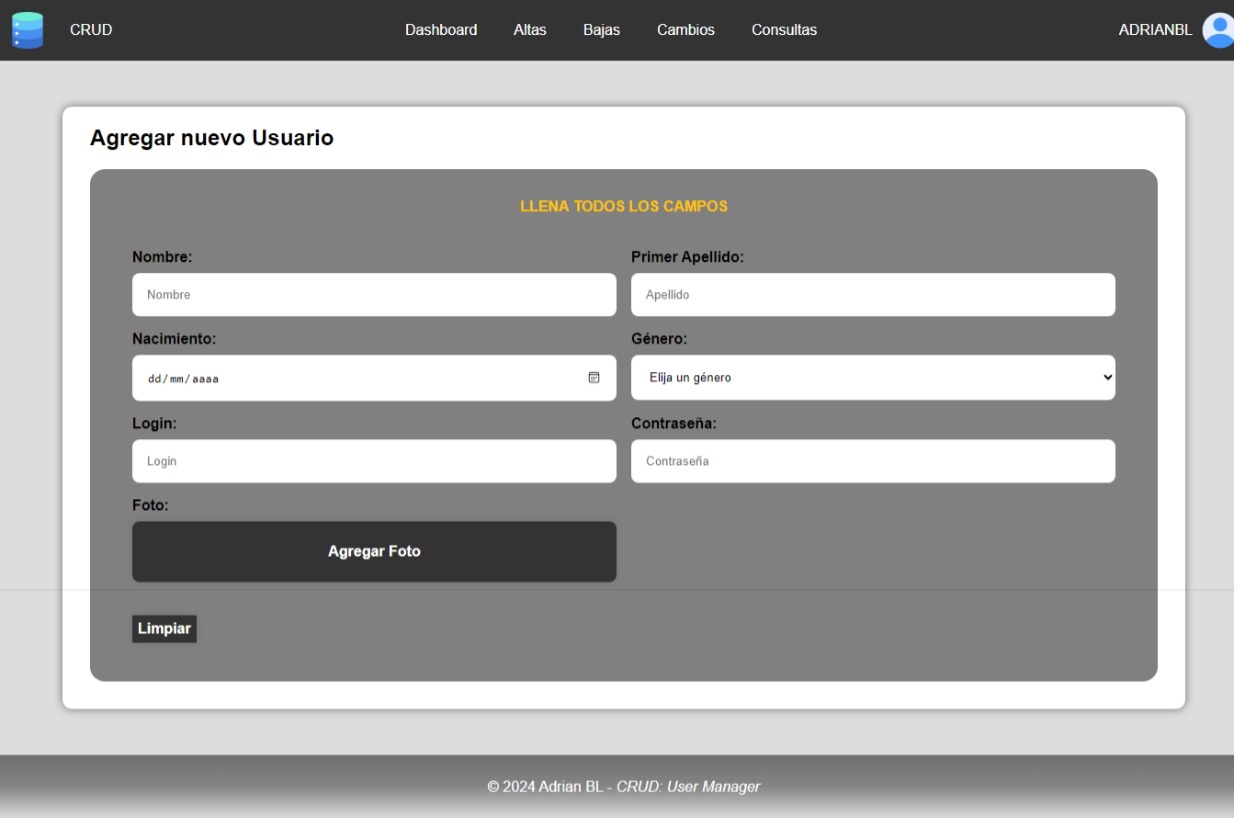 CRUD Dashboard Altas Bajas Cambios Consultas ADRIANBL
Agregar nuevo Usuario
LLENA TODOS LOS CAMPOS
Nombre: Primer Apellido:
Nombre Apellido
Nacimiento: Género:
dd/mm/aaaa Elija un género
Login: Contraseña:
Login Contraseña
Foto:
Agregar Foto
Limpiar
© 2024 Adrian BL - CRUD: User Manager